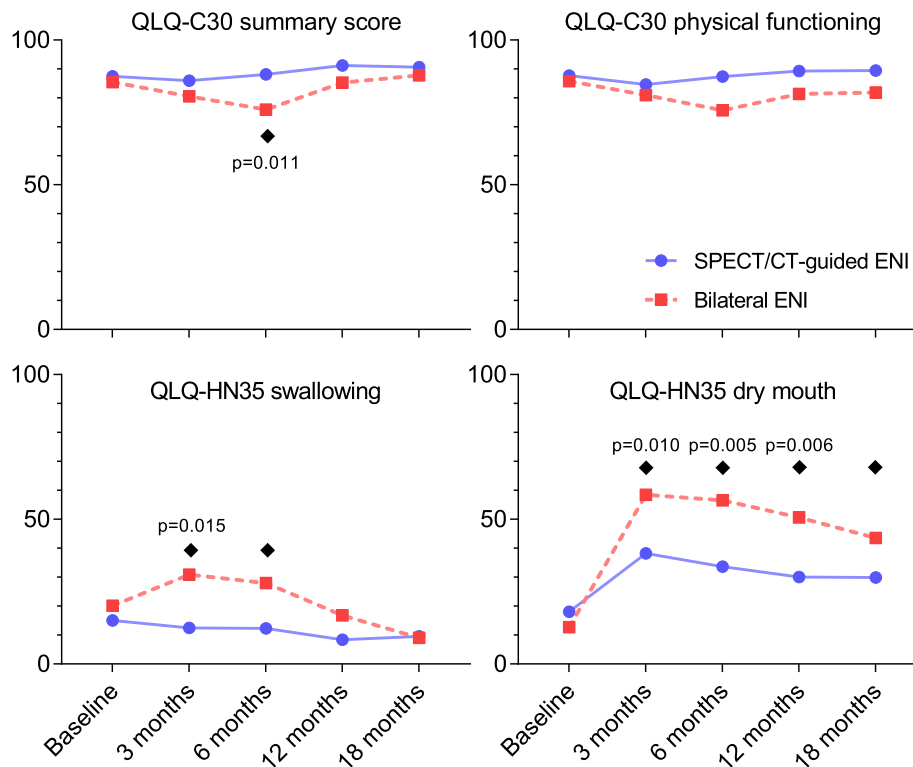 QLQ-C30 summary score
100
50
0
p=0.011
QLQ-C30 physical functioning
100
50
0
SPECT/CT-guided ENI
Bilateral ENI
QLQ-HN35 swallowing
100
50
0
p=0.015
Baseline
3 months
6 months
12 months
18 months
QLQ-HN35 dry mouth
100
50
0
p=0.010 p=0.005 p=0.006
Baseline
3 months
6 months
12 months
18 months